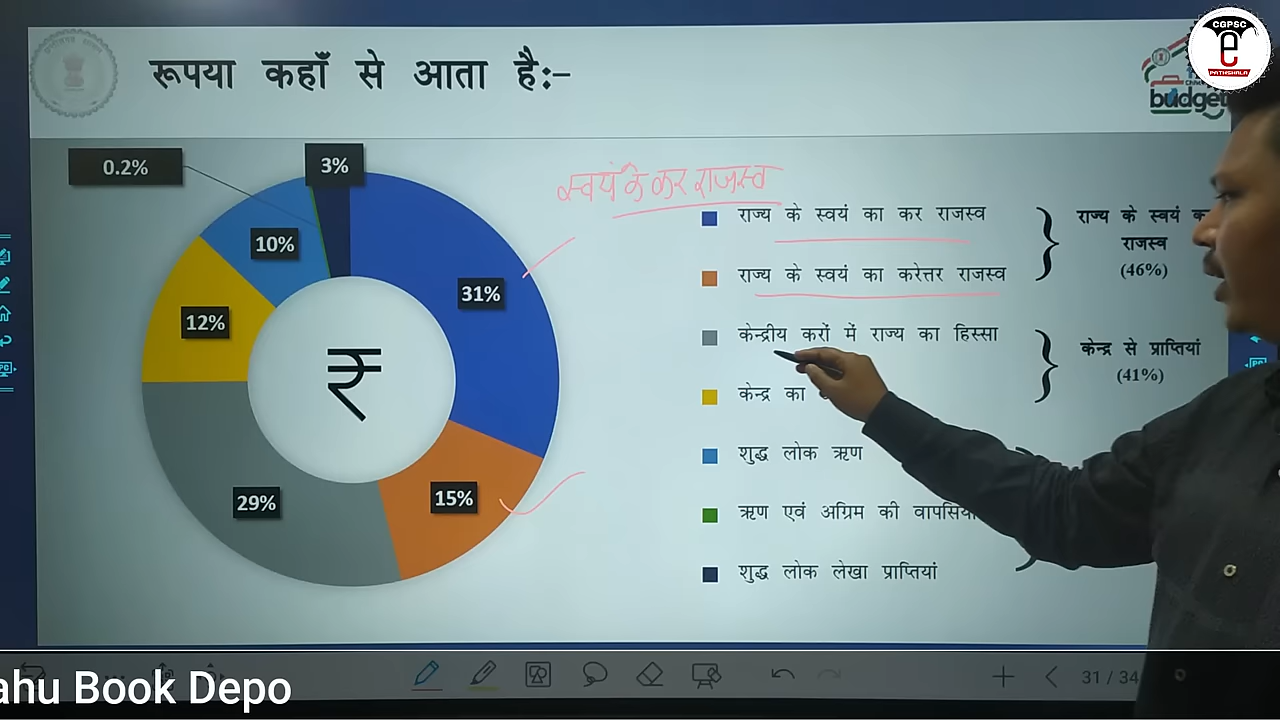 CGPSC
e
PATHSHALA
रूपया कहाँ से आता है:–
budget
0.2%
3%
10%
31%
12%
29%
15%
₹
स्वयं के कर राजस्व
राज्य के स्वयं का कर राजस्व
राज्य के स्वयं का करेत्तर राजस्व
राज्य के स्वयं
राजस्व
(46%)
केन्द्रीय करों में राज्य का हिस्सा
केन्द्र का
केन्द्र से प्राप्तियां
(41%)
शुद्ध लोक ऋण
ऋण एवं अग्रिम की
शुद्ध लोक लेखा प्राप्तियां
31 / 34
ahu Book Depo